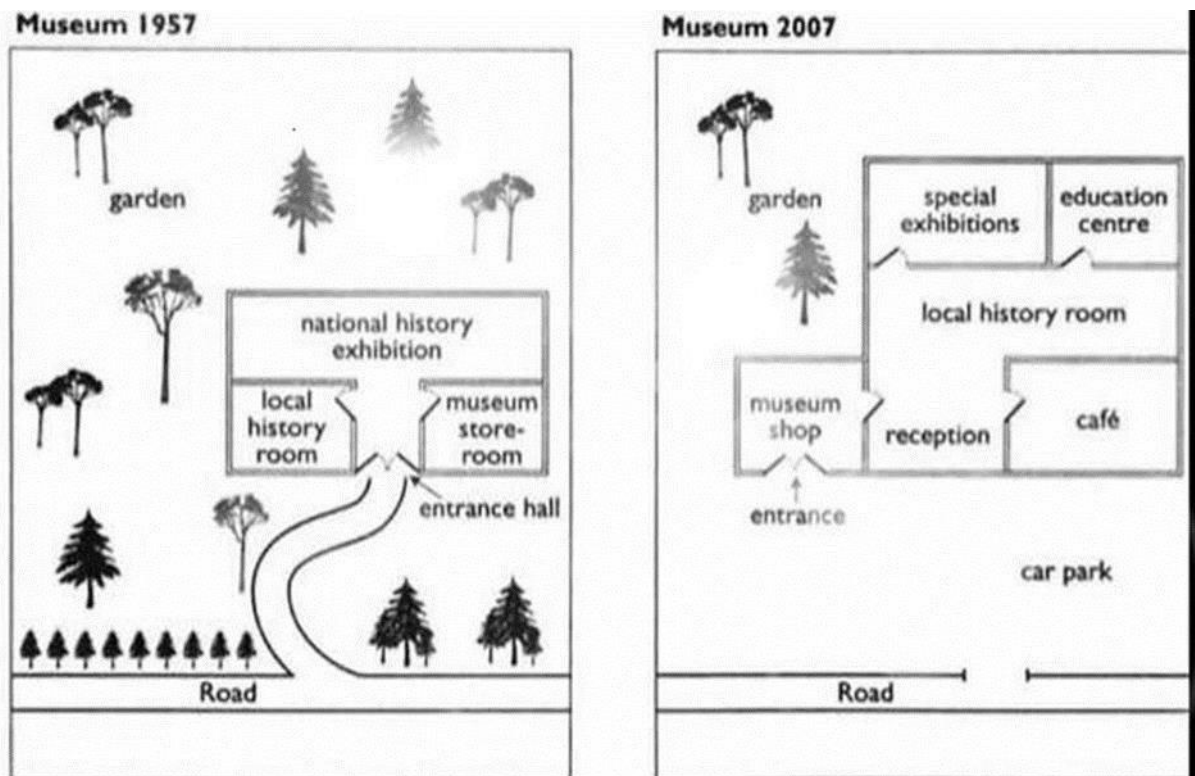 Museum 1957
garden
national history
exhibition
local
history
room
museum
store-
room
entrance hall
Road
Museum 2007
garden
special
exhibitions
education
centre
local history room
museum
shop
reception
café
entrance
car park
Road